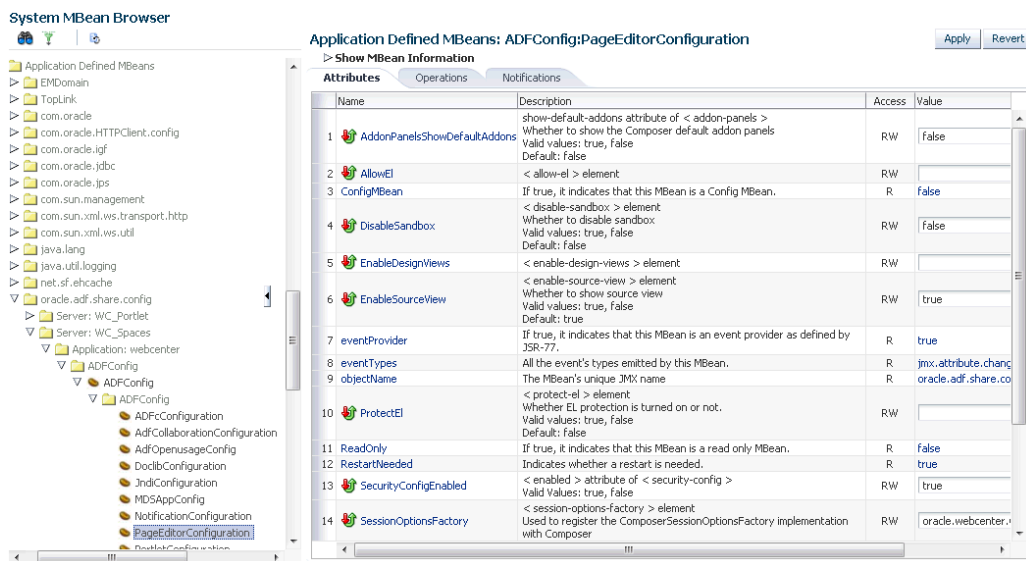 System MBean Browser
Application Defined MBeans
EMDomain
TopLink
com.oracle
com.oracle.HTTPClient.config
com.oracle.igf
com.oracle.jdbc
com.oracle.jps
com.sun.management
com.sun.xml.ws.transport.http
com.sun.xml.ws.util
java.lang
java.util.logging
net.sf.ehcache
oracle.adf.share.config
Server: WC_Portlet
Server: WC_Spaces
Application: webcenter
ADFConfig
ADFConfig
ADFConfig
ADFcConfiguration
AdfCollaborationConfiguration
AdfOpenusageConfig
DoclibConfiguration
JndiConfiguration
MDSAppConfig
NotificationConfiguration
PageEditorConfiguration
PortletConfiguration
Application Defined MBeans: ADFConfig:PageEditorConfiguration
Apply Revert
Show MBean Information
Attributes Operations Notifications
Name Description Access Value
show-default-addons attribute of < addon-panels >
1 AddonPanelsShowDefaultAddons Whether to show the Composer default addon panels RW false
Valid values: true, false
Default: false
2 AllowEl < allow-el > element RW
3 ConfigMBean If true, it indicates that this MBean is a Config MBean. R false
< disable-sandbox > element
4 DisableSandbox Whether to disable sandbox RW false
Valid values: true, false
Default: false
5 EnableDesignViews < enable-design-views > element RW
< enable-source-view > element
6 EnableSourceView Whether to show source view RW true
Valid values: true, false
Default: true
7 eventProvider If true, it indicates that this MBean is an event provider as defined by R true
JSR-77.
8 eventTypes All the event's types emitted by this MBean. R jmx.attribute.chang
9 objectName The MBean's unique JMX name R oracle.adf.share.co
< protect-el > element
10 ProtectEl Whether EL protection is turned on or not. RW
Valid values: true, false
Default: false
11 ReadOnly If true, it indicates that this MBean is a read only MBean. R false
12 RestartNeeded Indicates whether a restart is needed. R true
13 SecurityConfigEnabled < enabled > attribute of < security-config > RW true
Valid Values: true, false
< session-options-factory > element
14 SessionOptionsFactory Used to register the ComposerSessionOptionsFactory implementation RW oracle.webcenter.
with Composer